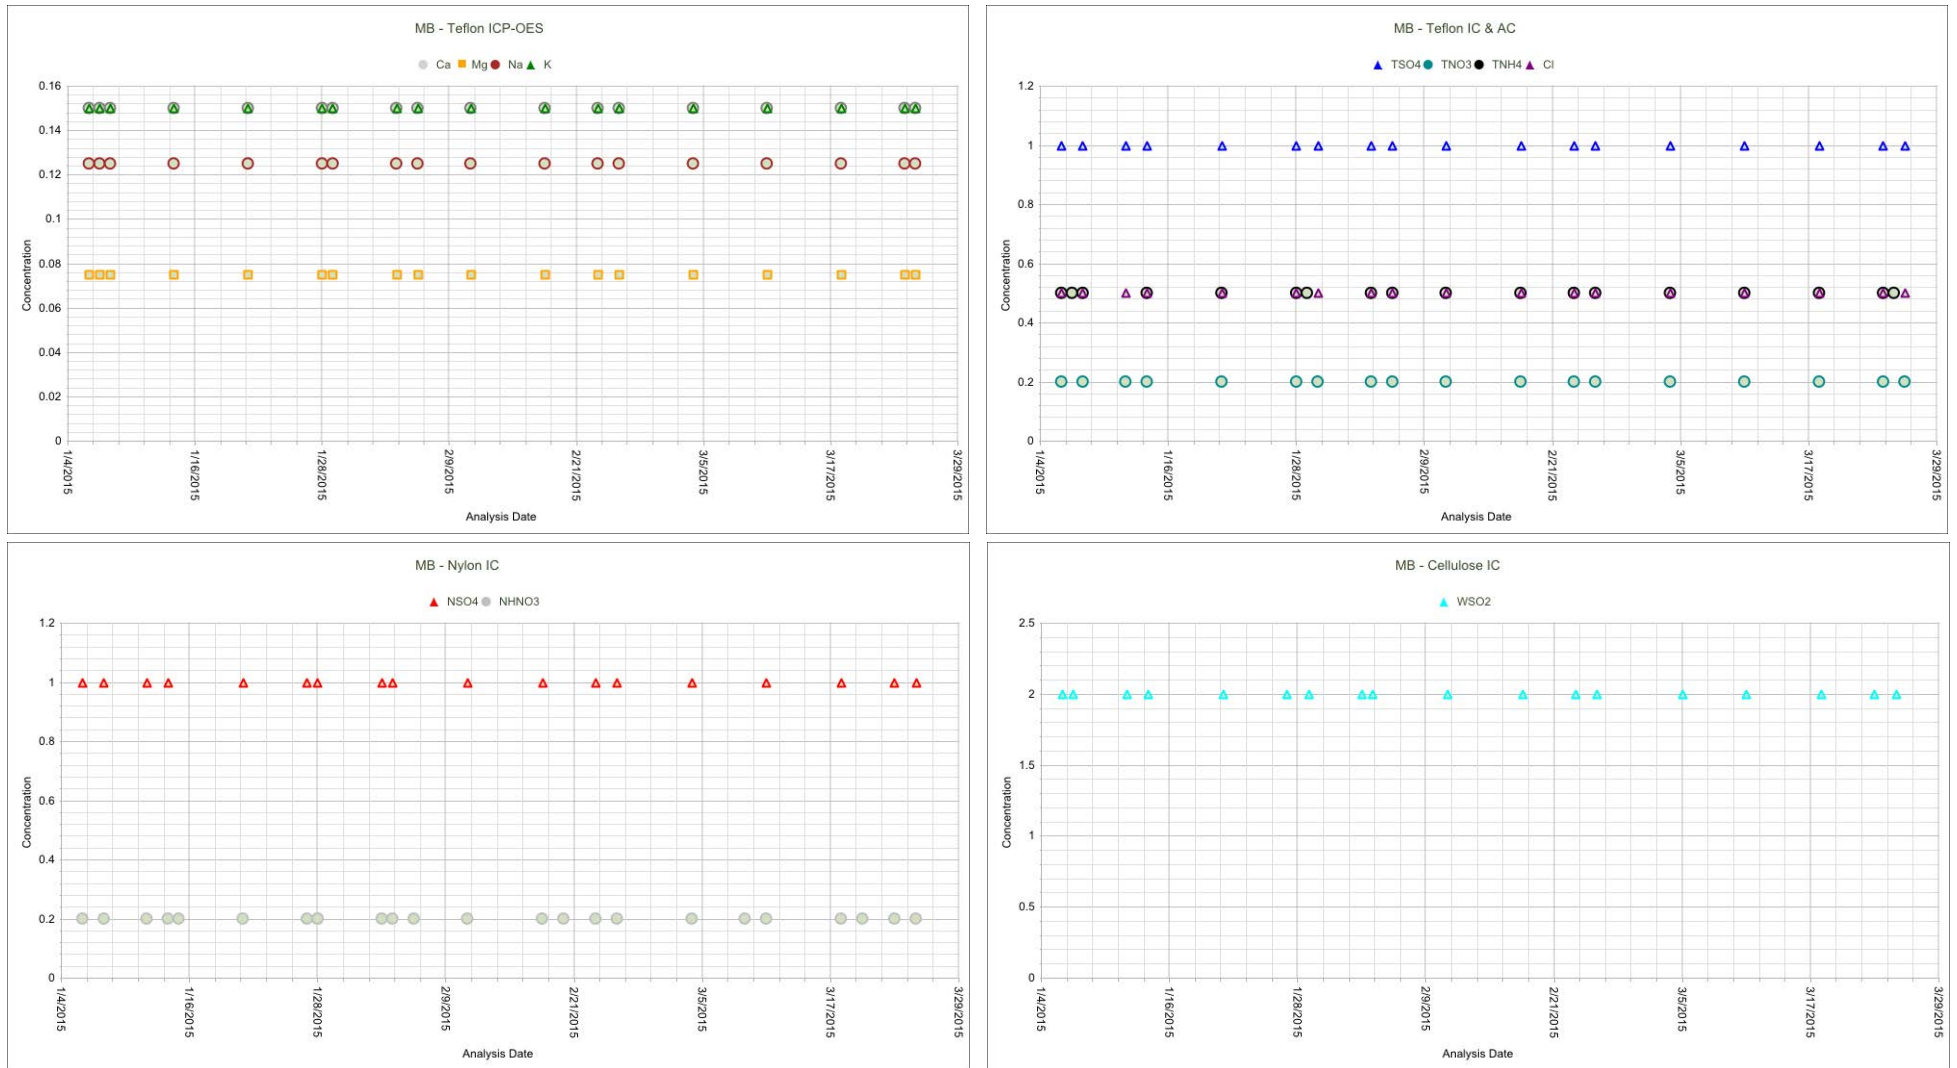 MB - Teflon ICP-OES
Ca Mg Na K
0.16
0.14
0.12
0.1
0.08
0.06
0.04
0.02
0
Concentration
1/4/2015 1/16/2015 1/28/2015 2/9/2015 2/21/2015 3/5/2015 3/17/2015 3/29/2015
Analysis Date
MB - Teflon IC & AC
TSO4 TNO3 TNH4 Cl
1.2
1
0.8
0.6
0.4
0.2
0
Concentration
1/4/2015 1/16/2015 1/28/2015 2/9/2015 2/21/2015 3/5/2015 3/17/2015 3/29/2015
Analysis Date
MB - Nylon IC
NSO4 NHNO3
1.2
1
0.8
0.6
0.4
0.2
0
Concentration
1/4/2015 1/16/2015 1/28/2015 2/9/2015 2/21/2015 3/5/2015 3/17/2015 3/29/2015
Analysis Date
MB - Cellulose IC
WSO2
2.5
2
1.5
1
0.5
0
Concentration
1/4/2015 1/16/2015 1/28/2015 2/9/2015 2/21/2015 3/5/2015 3/17/2015 3/29/2015
Analysis Date